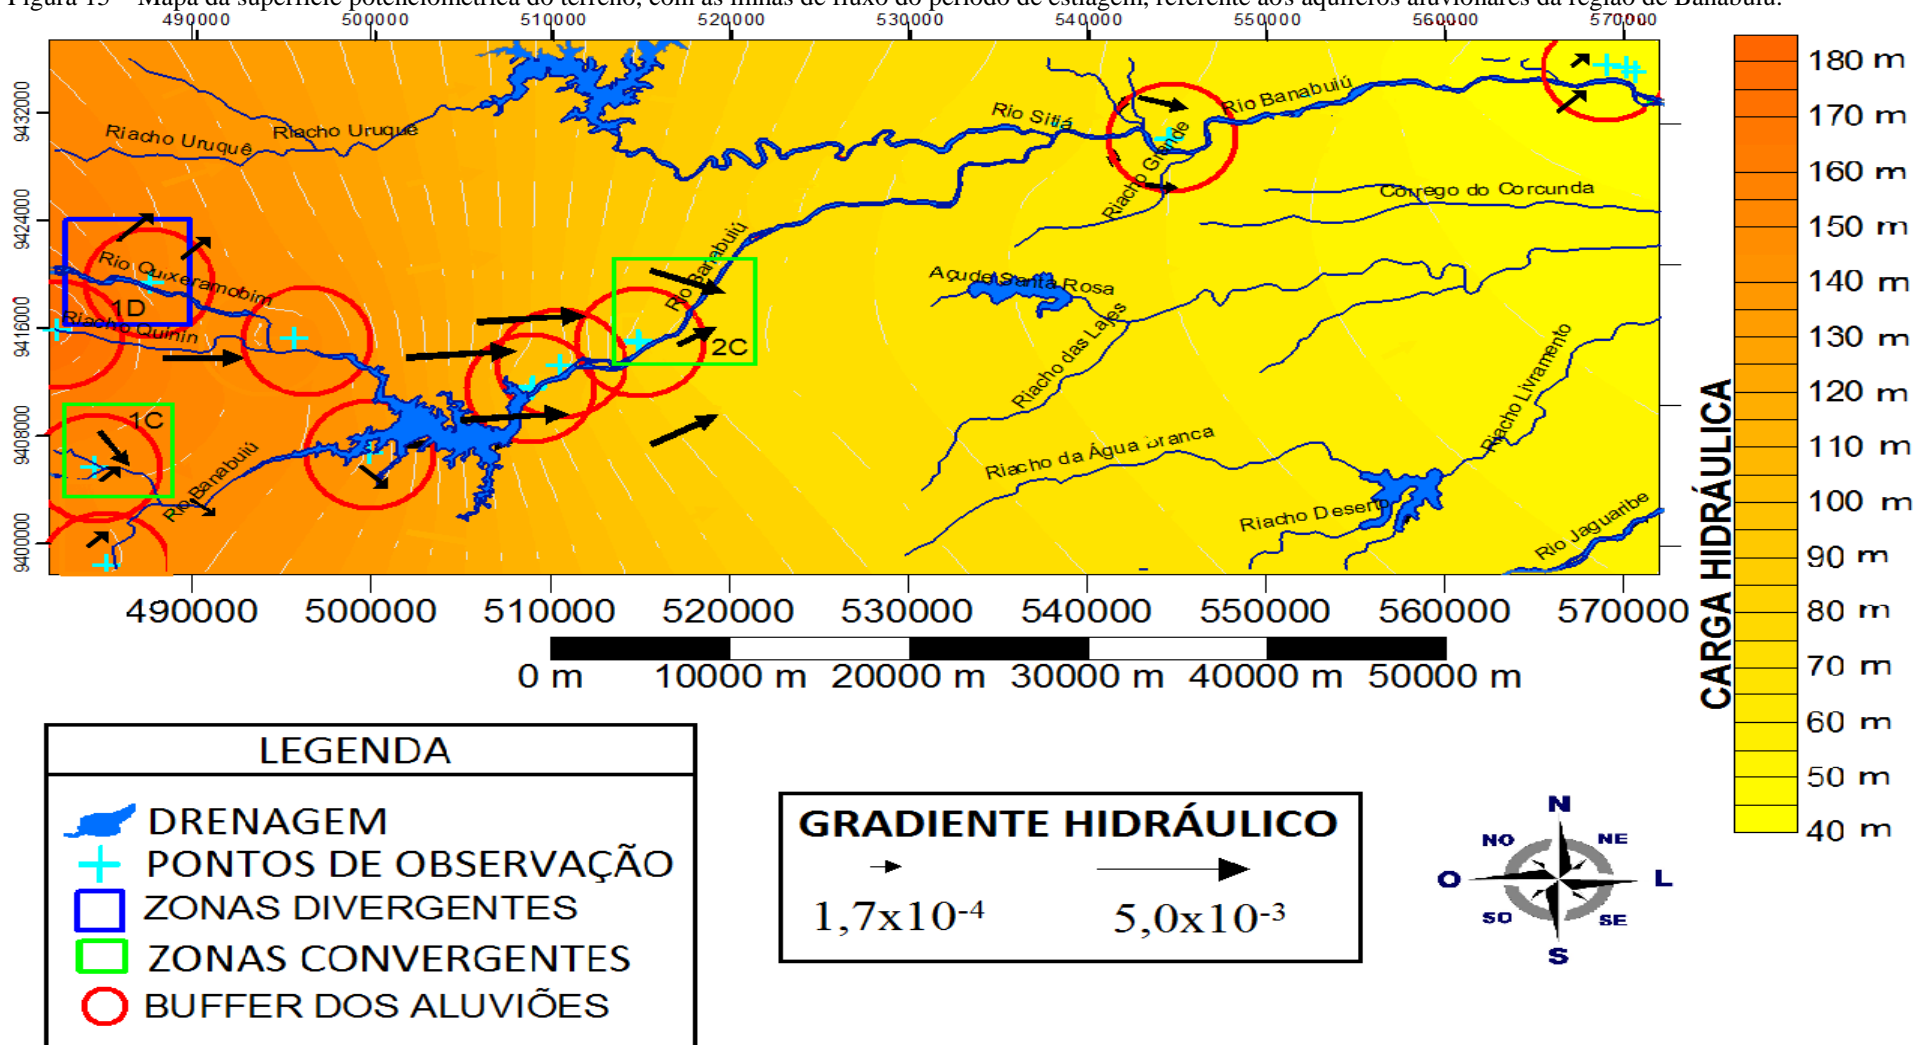 Figura 15 – Mapa da superfície potenciométrica do terreno, com as linhas de fluxo do período de estiagem, referente aos aquíferos aluvionares da região de Banabuiú.
490000 500000 510000 520000 530000 540000 550000 560000 570000
9432000
9424000
9416000
9408000
9400000
Riacho Uruquê
Riacho Uruquê
Rio Sitiá
Rio Banabuiú
Riacho Grande
Corrego do Corcunda
Rio Quixeramobim
1D
Riacho Quinin
Rio Banabuiú
2C
Açude Santa Rosa
Riacho das Lajes
Riacho Livramento
1C
Rio Banabuiú
Riacho da Água Branca
Riacho Deserto
Rio Jaguaribe
490000 500000 510000 520000 530000 540000 550000 560000 570000
0 m 10000 m 20000 m 30000 m 40000 m 50000 m
CARGA HIDRÁULICA
180 m
170 m
160 m
150 m
140 m
130 m
120 m
110 m
100 m
90 m
80 m
70 m
60 m
50 m
40 m
LEGENDA
DRENAGEM
PONTOS DE OBSERVAÇÃO
ZONAS DIVERGENTES
ZONAS CONVERGENTES
BUFFER DOS ALUVIÕES
GRADIENTE HIDRÁULICO
1,7x10⁻⁴ 5,0x10⁻³
N
NO NE
O L
SO SE
S